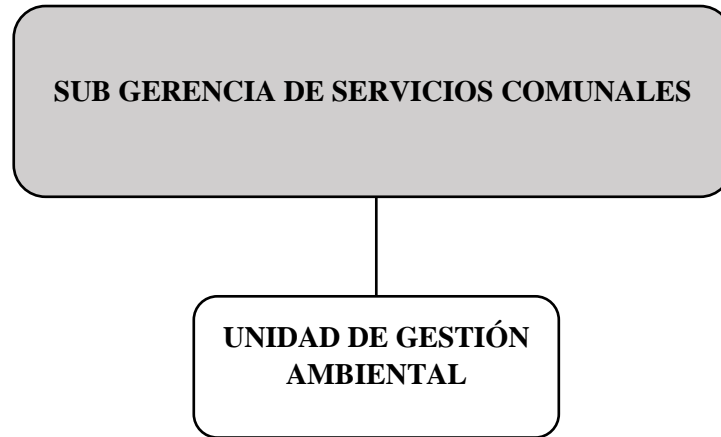 SUB GERENCIA DE SERVICIOS COMUNALES
UNIDAD DE GESTIÓN
AMBIENTAL